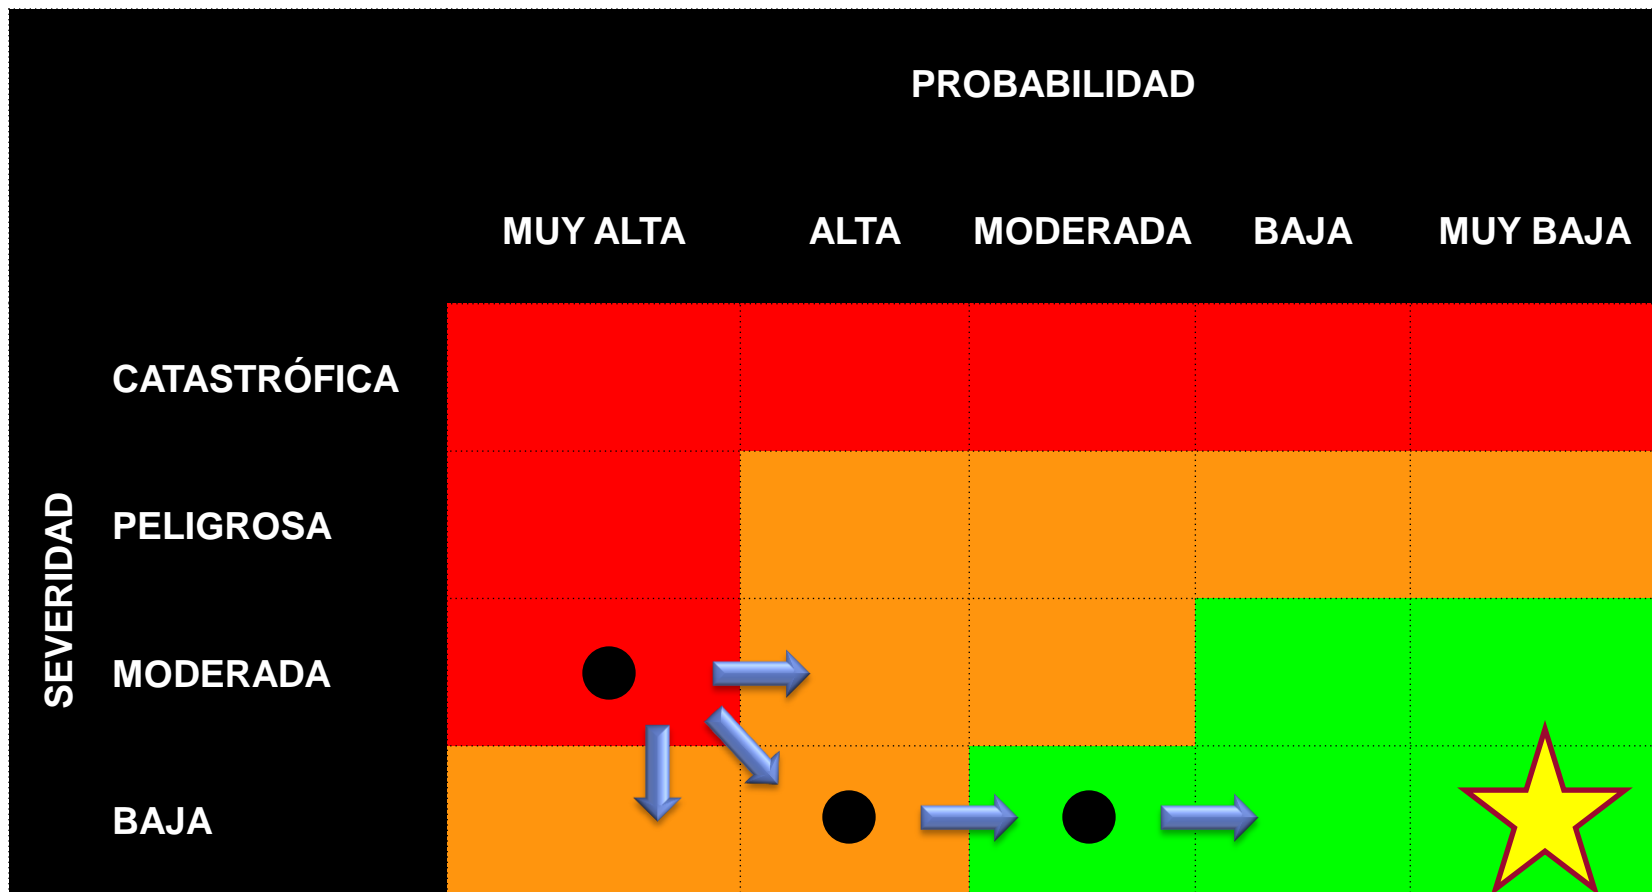 PROBABILIDAD
MUY ALTA ALTA MODERADA BAJA MUY BAJA
SEVERIDAD
CATASTRÓFICA
PELIGROSA
MODERADA
BAJA